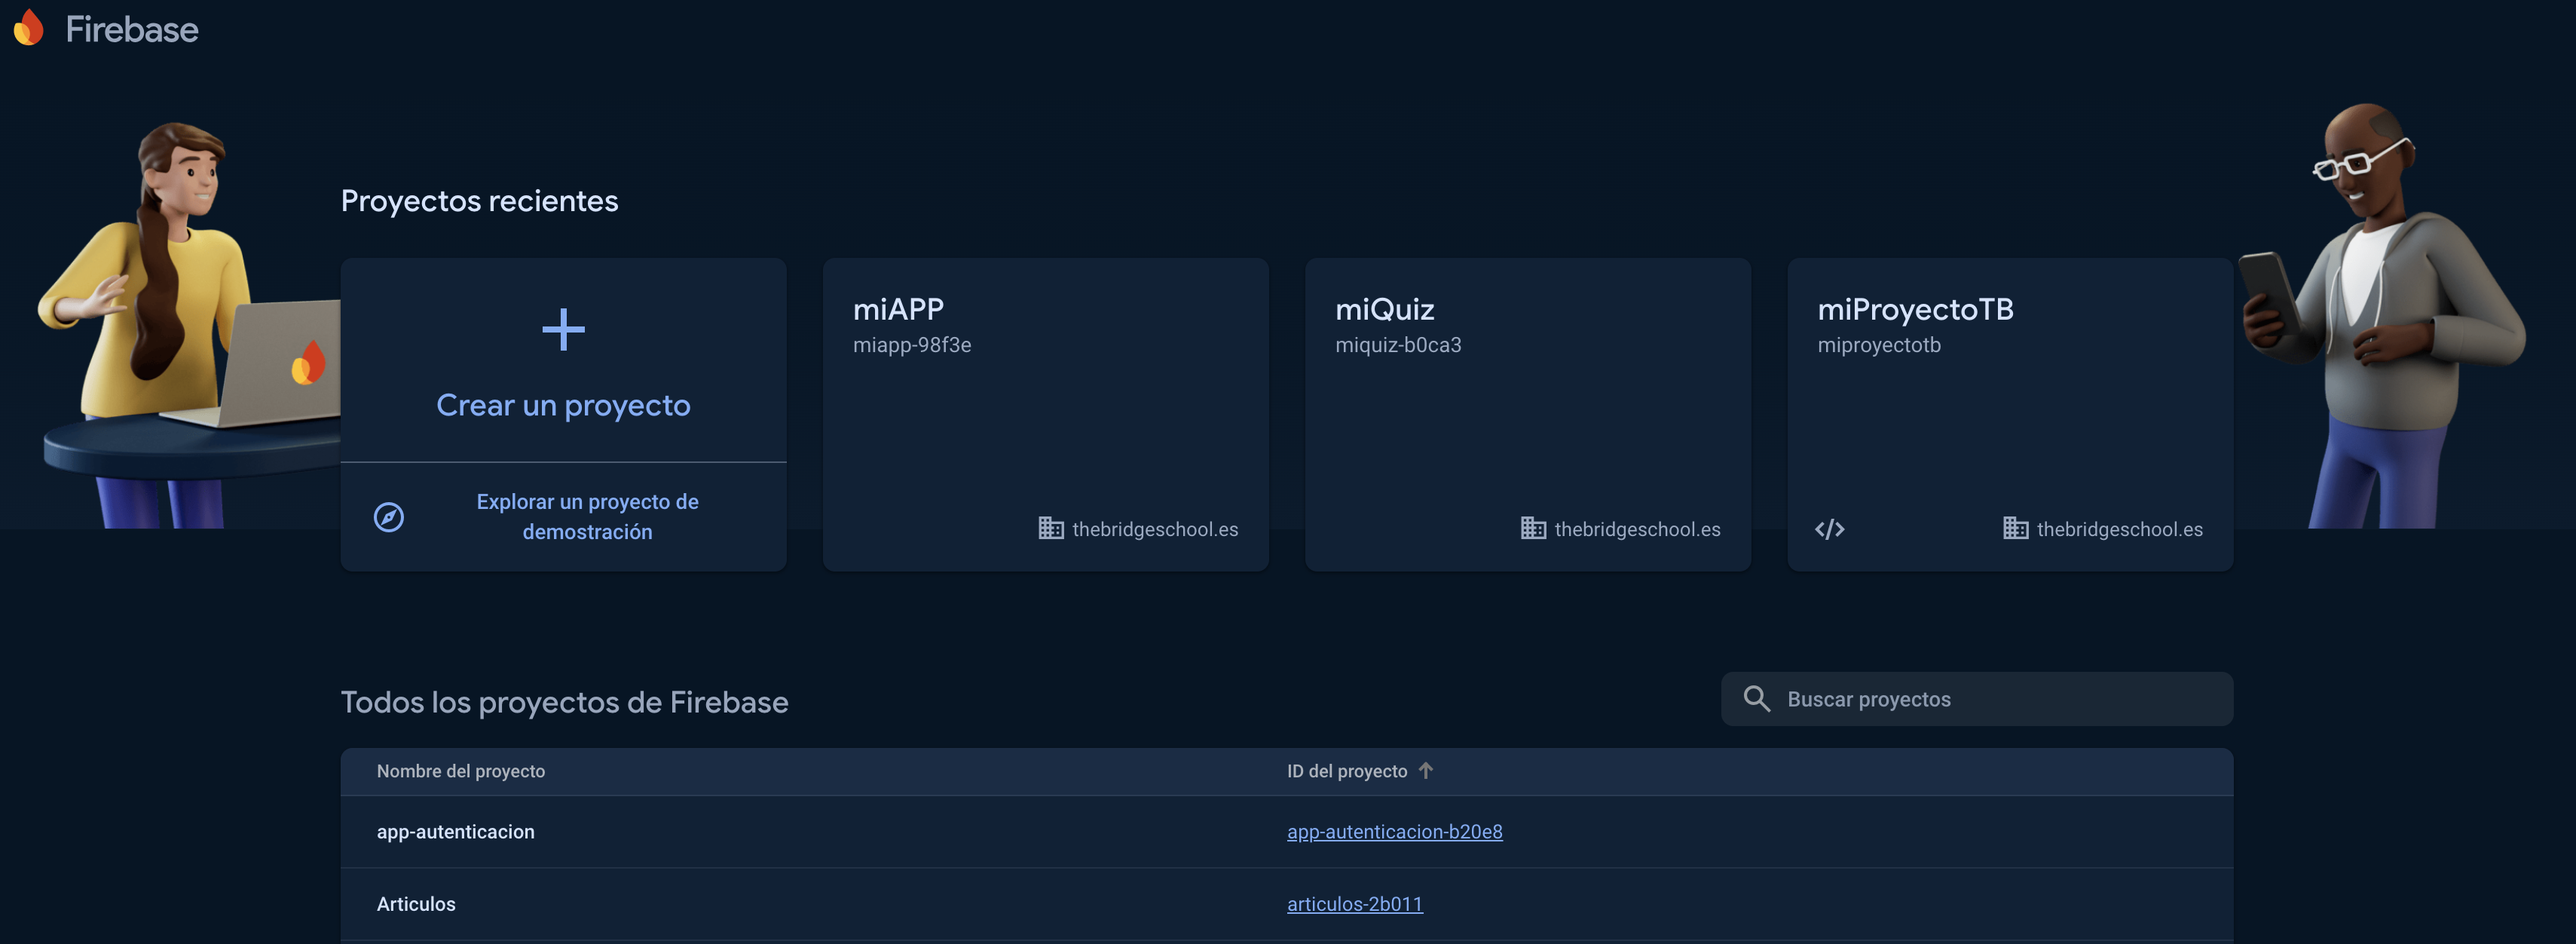 Firebase
Proyectos recientes
Crear un proyecto
Explorar un proyecto de
demostración
miAPP
miapp-98f3e
thebridgeschool.es
miQuiz
miquiz-b0ca3
thebridgeschool.es
miProyectoTB
miproyectotb
thebridgeschool.es
Todos los proyectos de Firebase
Buscar proyectos
Nombre del proyecto
ID del proyecto
app-autenticacion
app-autenticacion-b20e8
Articulos
articulos-2b011